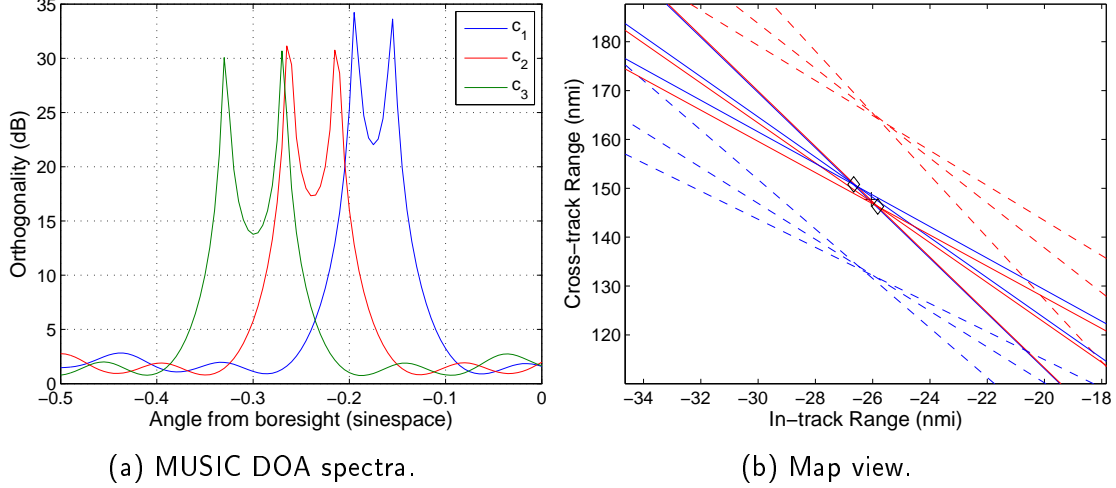 35
30
25
20
15
10
5
0
Orthogonality (dB)
c1
c2
c3
−0.5 −0.4 −0.3 −0.2 −0.1 0
Angle from boresight (sinespace)
(a) MUSIC DOA spectra.
180
170
160
150
140
130
120
Cross−track Range (nmi)
−34 −32 −30 −28 −26 −24 −22 −20 −18
In−track Range (nmi)
(b) Map view.